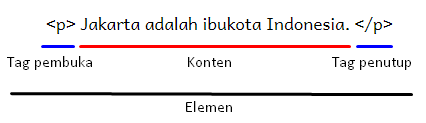 <p> Jakarta adalah ibukota Indonesia. </p>
Tag pembuka Konten Tag penutup
Elemen